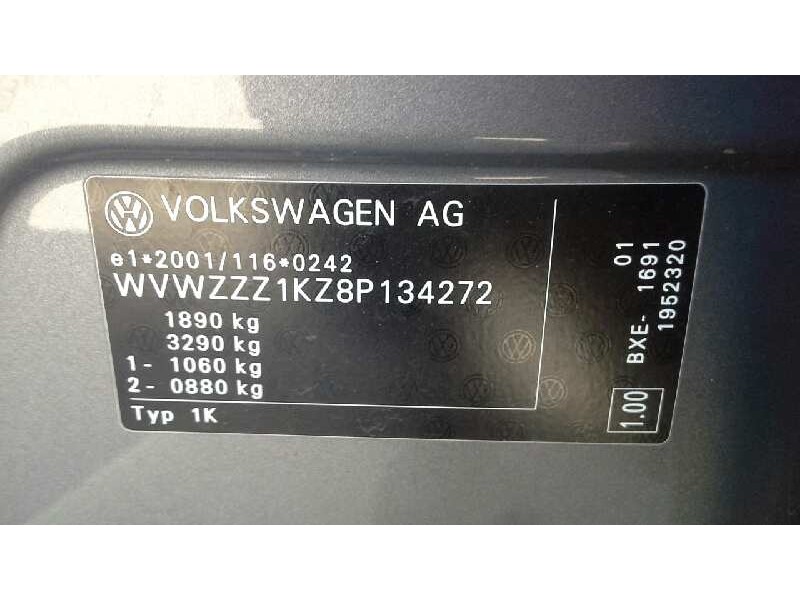 VOLKSWAGEN AG
e1*2001/116*0242
WVWZZZ1KZ8P134272
1890 kg
3290 kg
1- 1060 kg
2- 0880 kg
Typ 1K
01
BXE- 1691
1952320
1.00